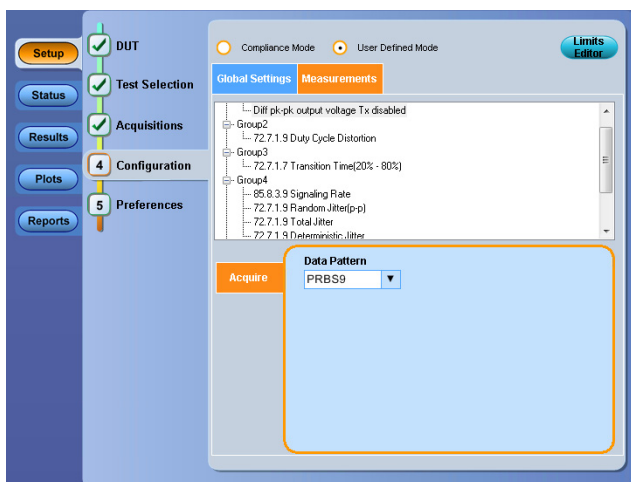 Setup
Status
Results
Plots
Reports
DUT
Test Selection
Acquisitions
4 Configuration
5 Preferences
Compliance Mode User Defined Mode
Limits
Editor
Global Settings Measurements
Diff pk-pk output voltage Tx disabled
Group2
72.7.1.9 Duty Cycle Distortion
Group3
72.7.1.7 Transition Time(20% - 80%)
Group4
85.8.3.9 Signaling Rate
72.7.1.9 Random Jitter(p-p)
72.7.1.9 Total Jitter
72.7.1.9 Deterministic Jitter
Acquire
Data Pattern
PRBS9